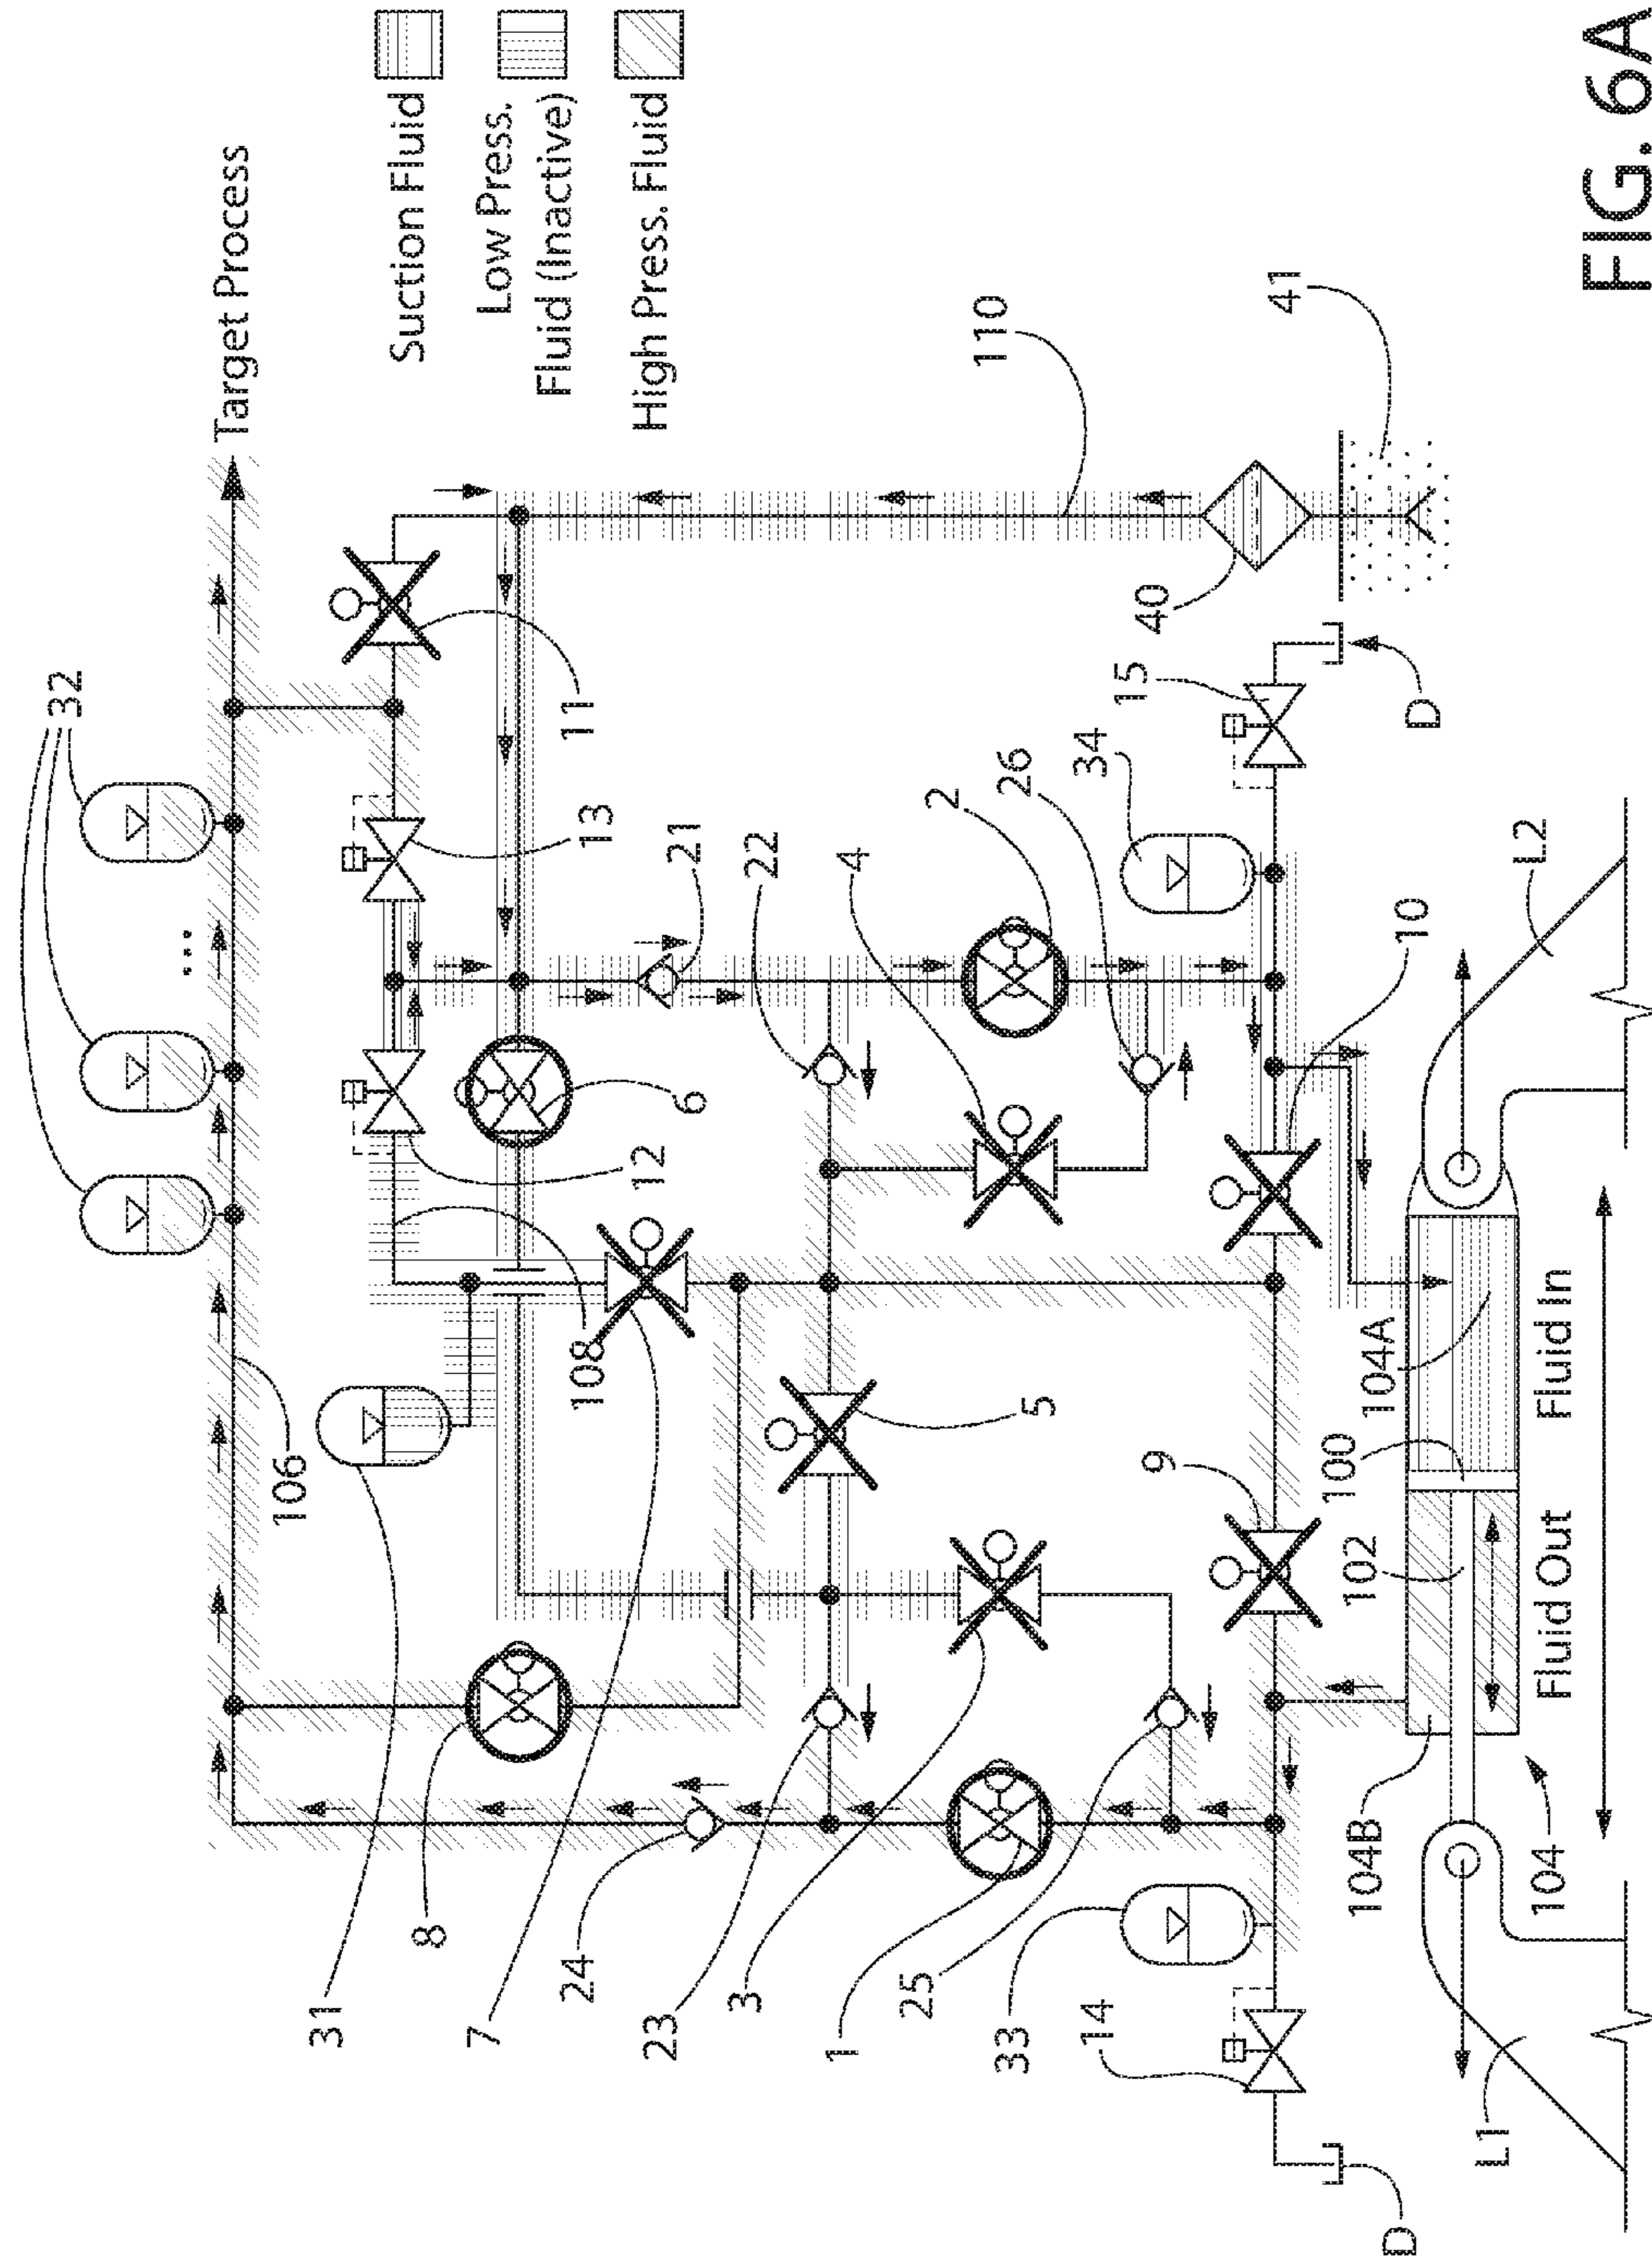 32
Target Process
Suction Fluid
Low Press.
Fluid (Inactive)
High Press. Fluid
31
106
108
12
6
13
11
110
8
7
24
23
3
1
25
33
14
5
9
22
21
4
26
2
34
15
40
41
10
D
D
L1
104B
104
102
100
104A
Fluid Out
Fluid In
L2
...
FIG. 6A